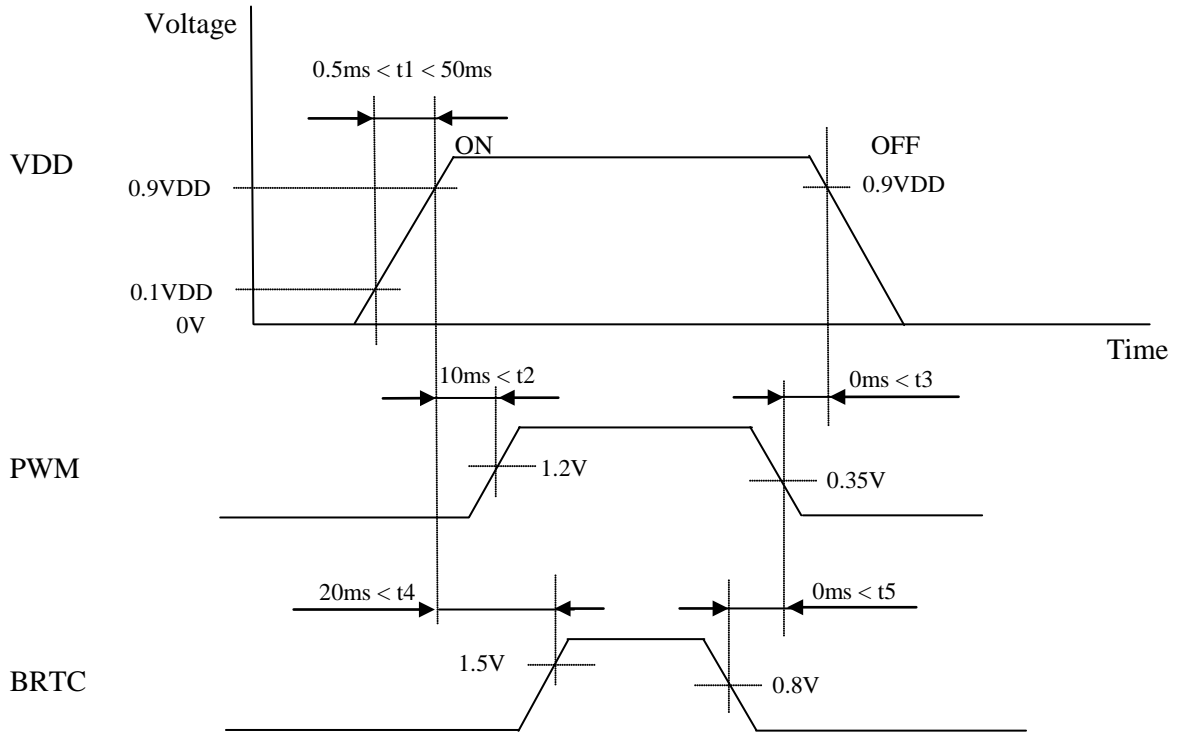 Voltage
0.5ms < t1 < 50ms
ON
OFF
VDD
0.9VDD
0.9VDD
0.1VDD
0V
Time
10ms < t2
0ms < t3
PWM
1.2V
0.35V
20ms < t4
0ms < t5
1.5V
BRTC
0.8V